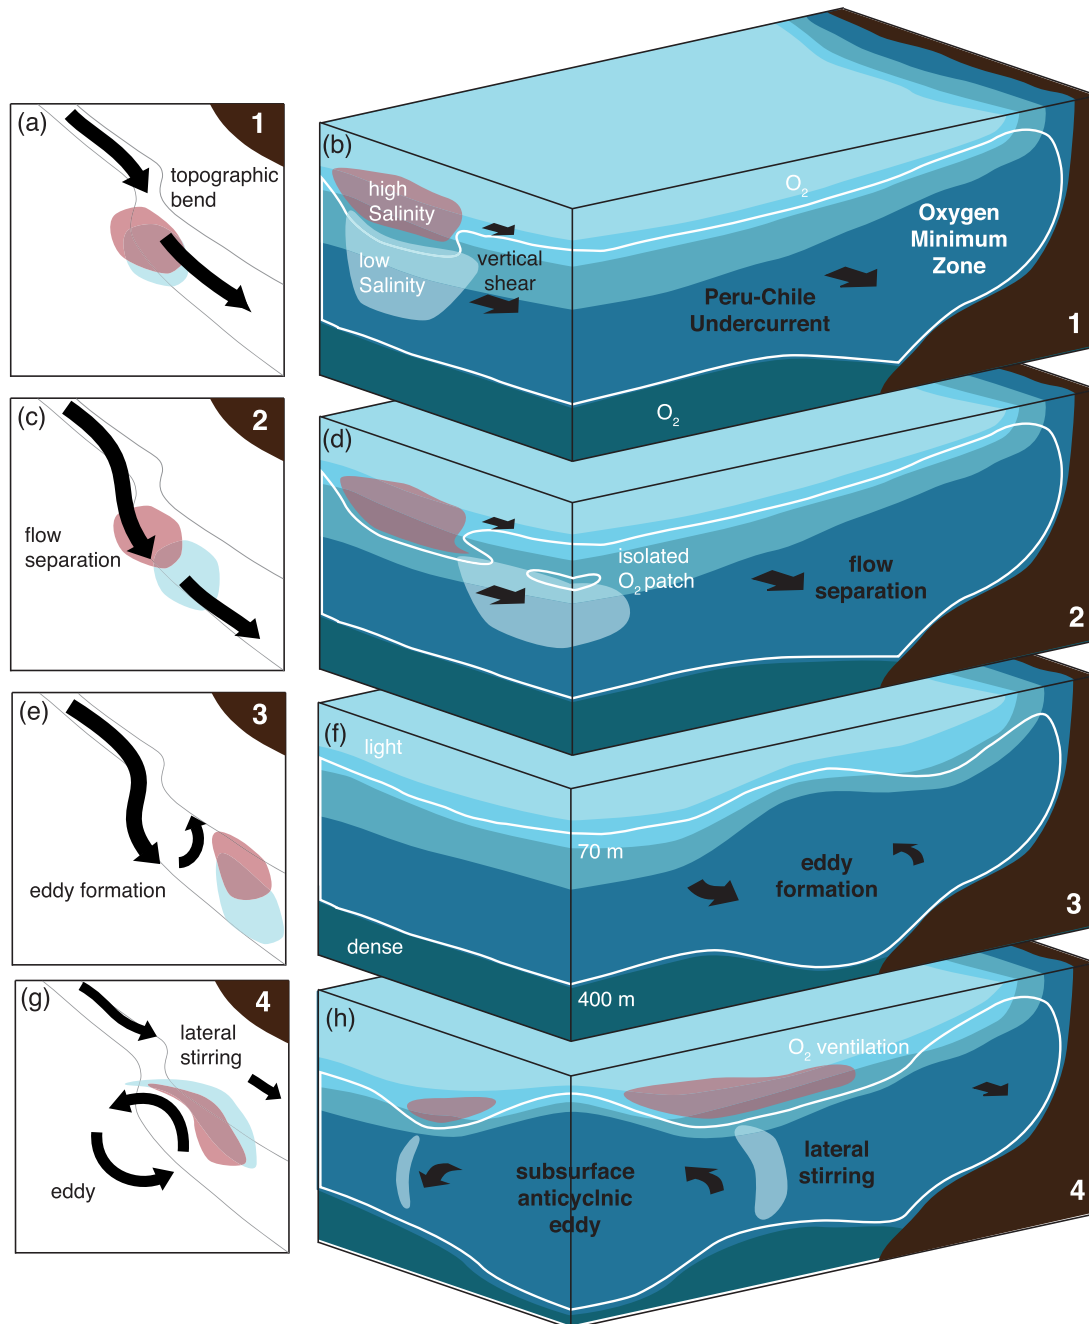 (a)
1
topographic
bend
(b)
high
Salinity
low
Salinity
vertical
shear
O2
Oxygen
Minimum
Zone
Peru-Chile
Undercurrent
1
O2
(c)
2
flow
separation
(d)
isolated
O2 patch
flow
separation
2
(e)
3
eddy formation
(f)
light
70 m
eddy
formation
3
dense
400 m
(g)
4
lateral
stirring
eddy
(h)
O2 ventilation
lateral
stirring
subsurface
anticyclnic
eddy
4